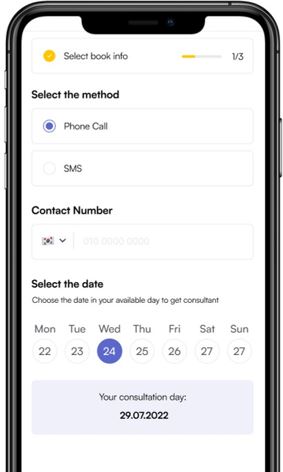 Select book info 1/3
Select the method
Phone Call
SMS
Contact Number
010 0000 0000
Select the date
Choose the date in your available day to get consultant
Mon Tue Wed Thu Fri Sat Sun
22 23 24 25 26 27 27
Your consultation day:
29.07.2022